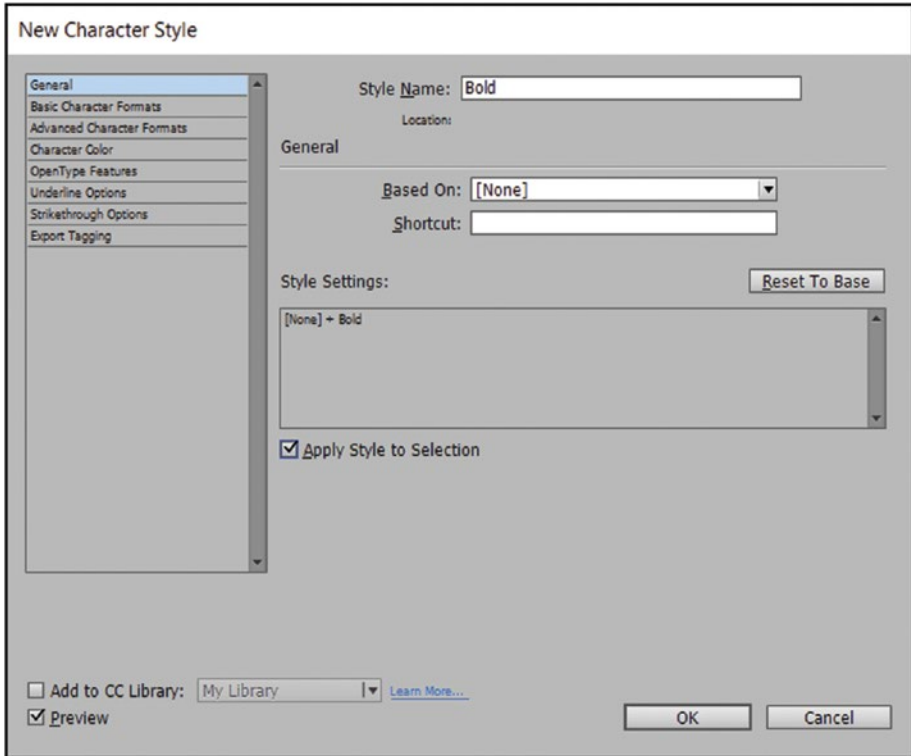 New Character Style
General
Basic Character Formats
Advanced Character Formats
Character Color
OpenType Features
Underline Options
Strikethrough Options
Export Tagging
Style Name: Bold
Location:
General
Based On: [None]
Shortcut:
Style Settings: Reset To Base
[None] + Bold
Apply Style to Selection
Add to CC Library: My Library Learn More...
Preview
OK Cancel